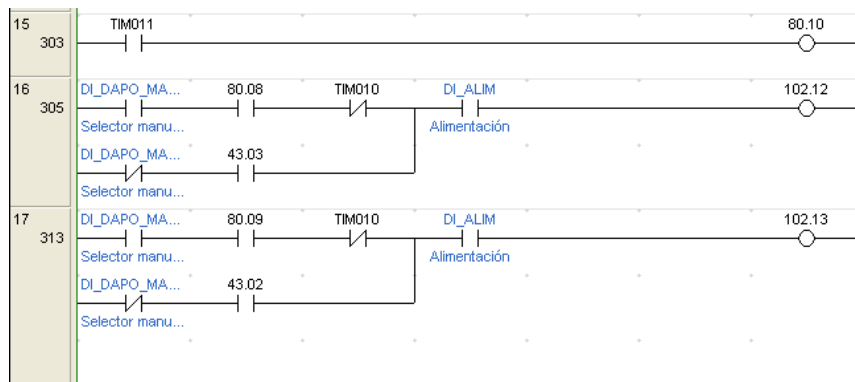 15 TIM011 80.10
303
16 DI_DAPO_MA... 80.08 TIM010 DI_ALIM 102.12
305
Selector manu... Alimentación
DI_DAPO_MA... 43.03
Selector manu...
17 DI_DAPO_MA... 80.09 TIM010 DI_ALIM 102.13
313
Selector manu... Alimentación
DI_DAPO_MA... 43.02
Selector manu...